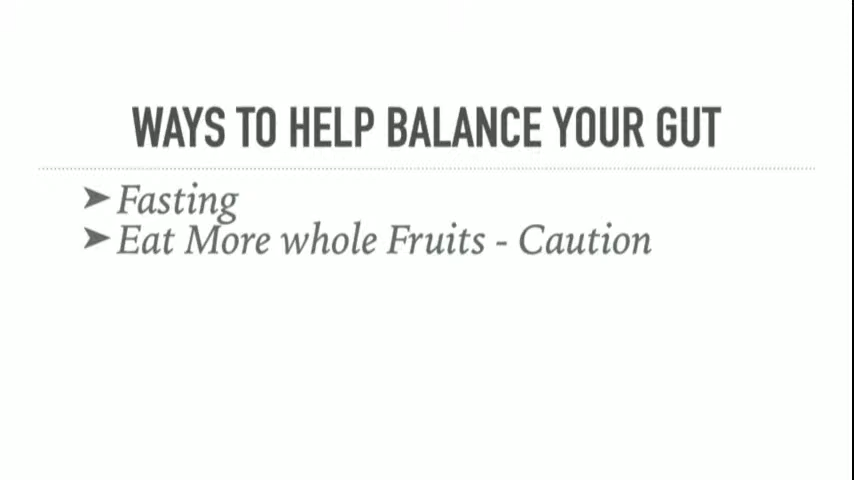 WAYS TO HELP BALANCE YOUR GUT
➤ Fasting
➤ Eat More whole Fruits - Caution